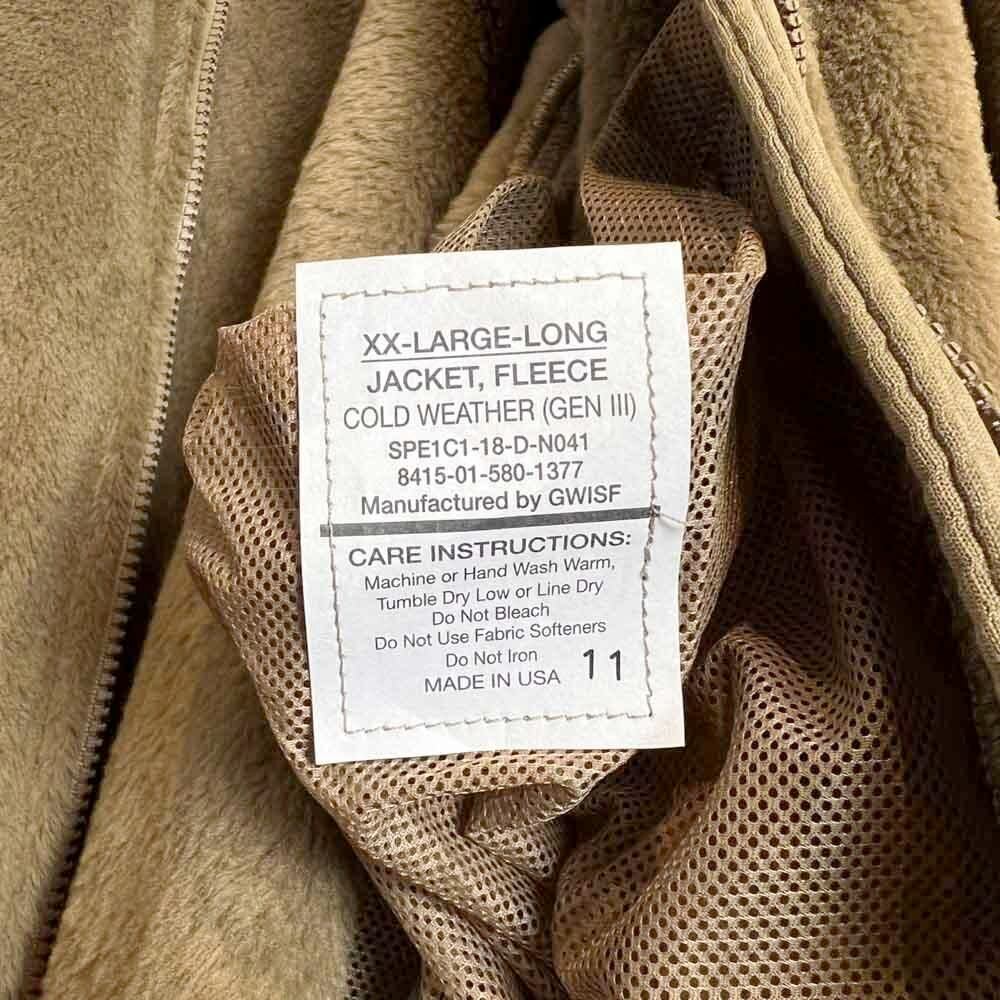 XX-LARGE-LONG
JACKET, FLEECE
COLD WEATHER (GEN III)
SPE1C1-18-D-N041
8415-01-580-1377
Manufactured by GWISF
CARE INSTRUCTIONS:
Machine or Hand Wash Warm,
Tumble Dry Low or Line Dry
Do Not Bleach
Do Not Use Fabric Softeners
Do Not Iron
MADE IN USA 11